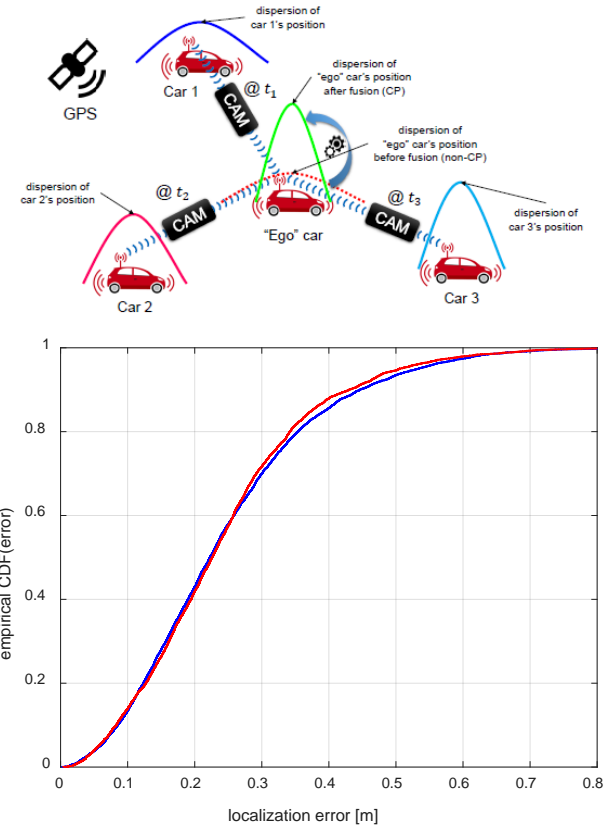 dispersion of
car 1's position
GPS
Car 1
CAM
@ t1
dispersion of
"ego" car's position
after fusion (CP)
dispersion of
"ego" car's position
before fusion (non-CP)
dispersion of
car 2's position
@ t2
CAM
"Ego" car
@ t3
CAM
dispersion of
car 3's position
Car 2
Car 3
1
0.8
0.6
0.4
0.2
0
empirical CDF(error)
0 0.1 0.2 0.3 0.4 0.5 0.6 0.7 0.8
localization error [m]